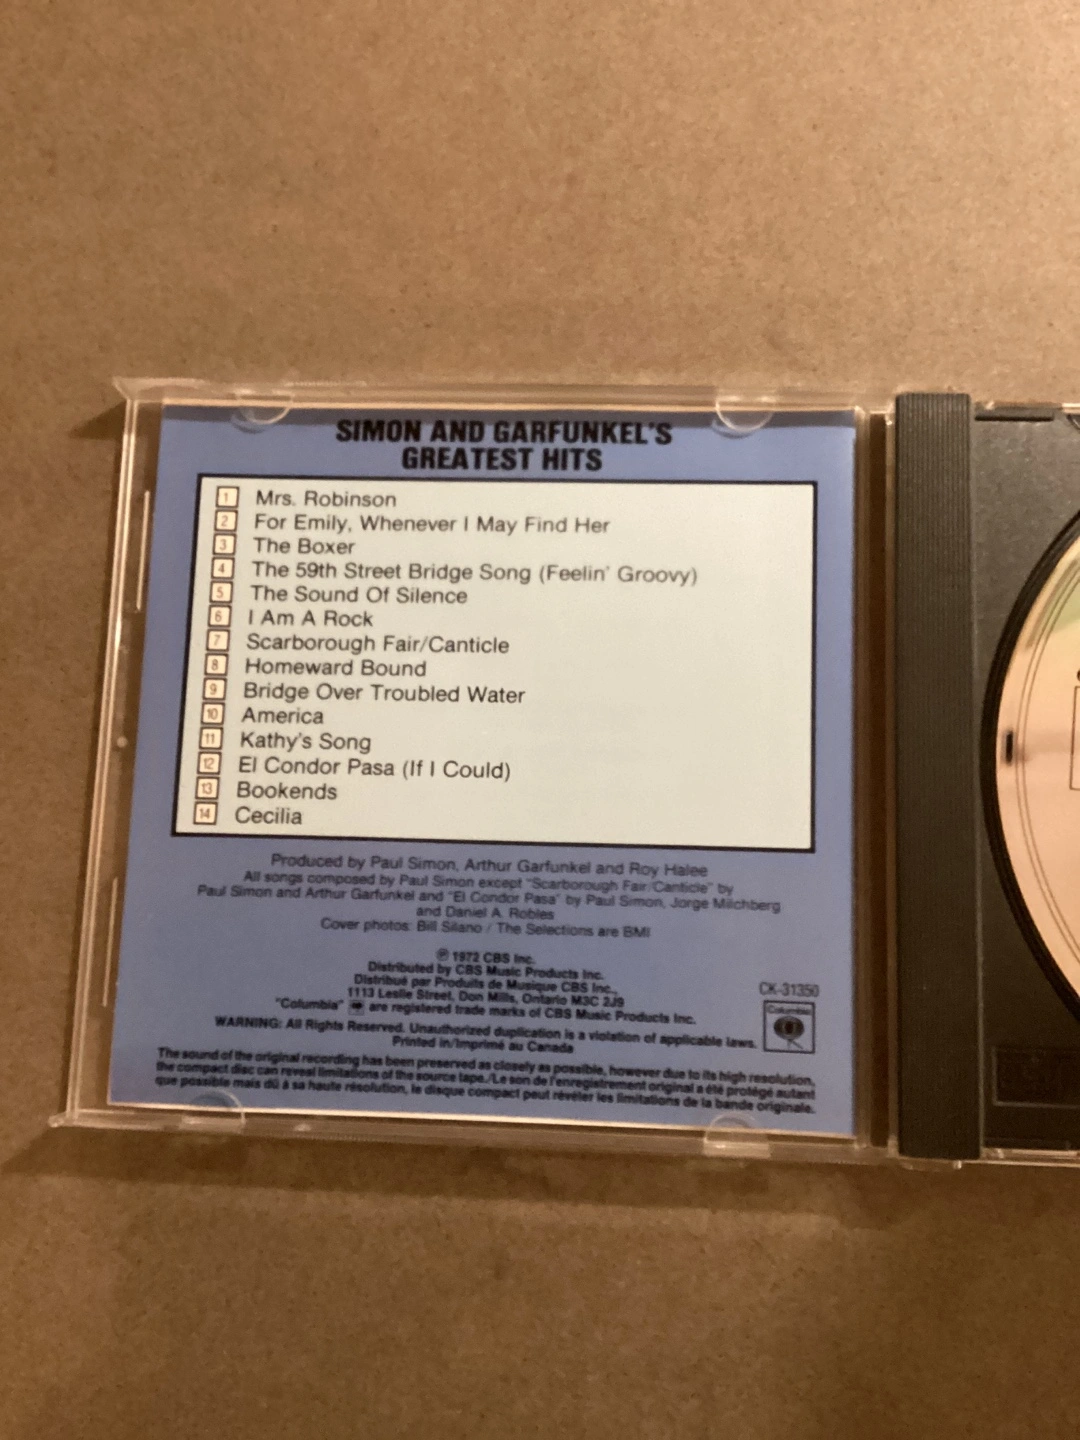 SIMON AND GARFUNKEL'S
GREATEST HITS
1 Mrs. Robinson
2 For Emily, Whenever I May Find Her
3 The Boxer
4 The 59th Street Bridge Song (Feelin' Groovy)
5 The Sound Of Silence
6 I Am A Rock
7 Scarborough Fair/Canticle
8 Homeward Bound
9 Bridge Over Troubled Water
10 America
11 Kathy's Song
12 El Condor Pasa (If I Could)
13 Bookends
14 Cecilia
Produced by Paul Simon, Arthur Garfunkel and Roy Halee
All songs composed by Paul Simon except "Scarborough Fair/Canticle" by
Paul Simon and Arthur Garfunkel and "El Condor Pasa" by Paul Simon, Jorge Milchberg
and Daniel A. Robles
Cover photos: Bill Silano / The Selections are BMI
℗ 1972 CBS Inc.
Distributed by CBS Music Products Inc.
Distribué par Produits de Musique CBS Inc.,
1113 Leslie Street, Don Mills, Ontario M3C 2J9
"Columbia" are registered trade marks of CBS Music Products Inc.
WARNING: All Rights Reserved. Unauthorized duplication is a violation of applicable laws.
Printed in/Imprimé au Canada
CK-31350
Columbia
The sound of the original recording has been preserved as closely as possible, however due to its high resolution,
the compact disc can reveal limitations of the source tape./Le son de l'enregistrement original a été protégé autant
que possible mais dû à sa haute résolution, le disque compact peut révéler les limitations de la bande originale.